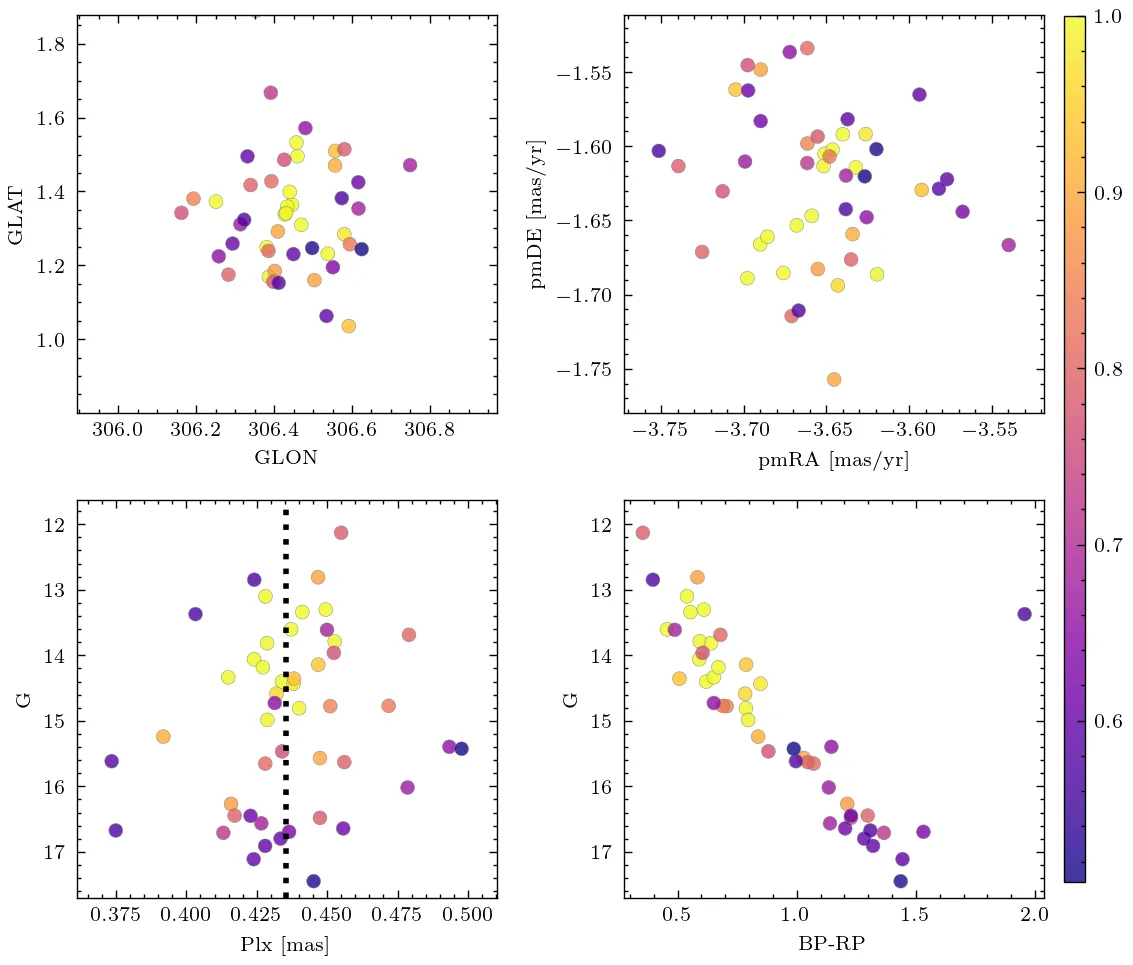 1.8
1.6
1.4
1.2
1.0
GLAT
306.0 306.2 306.4 306.6 306.8
GLON
−1.55
−1.60
−1.65
−1.70
−1.75
pmDE [mas/yr]
−3.75 −3.70 −3.65 −3.60 −3.55
pmRA [mas/yr]
12
13
14
15
16
17
G
0.375 0.400 0.425 0.450 0.475 0.500
Plx [mas]
12
13
14
15
16
17
G
0.5 1.0 1.5 2.0
BP-RP
1.0
0.9
0.8
0.7
0.6